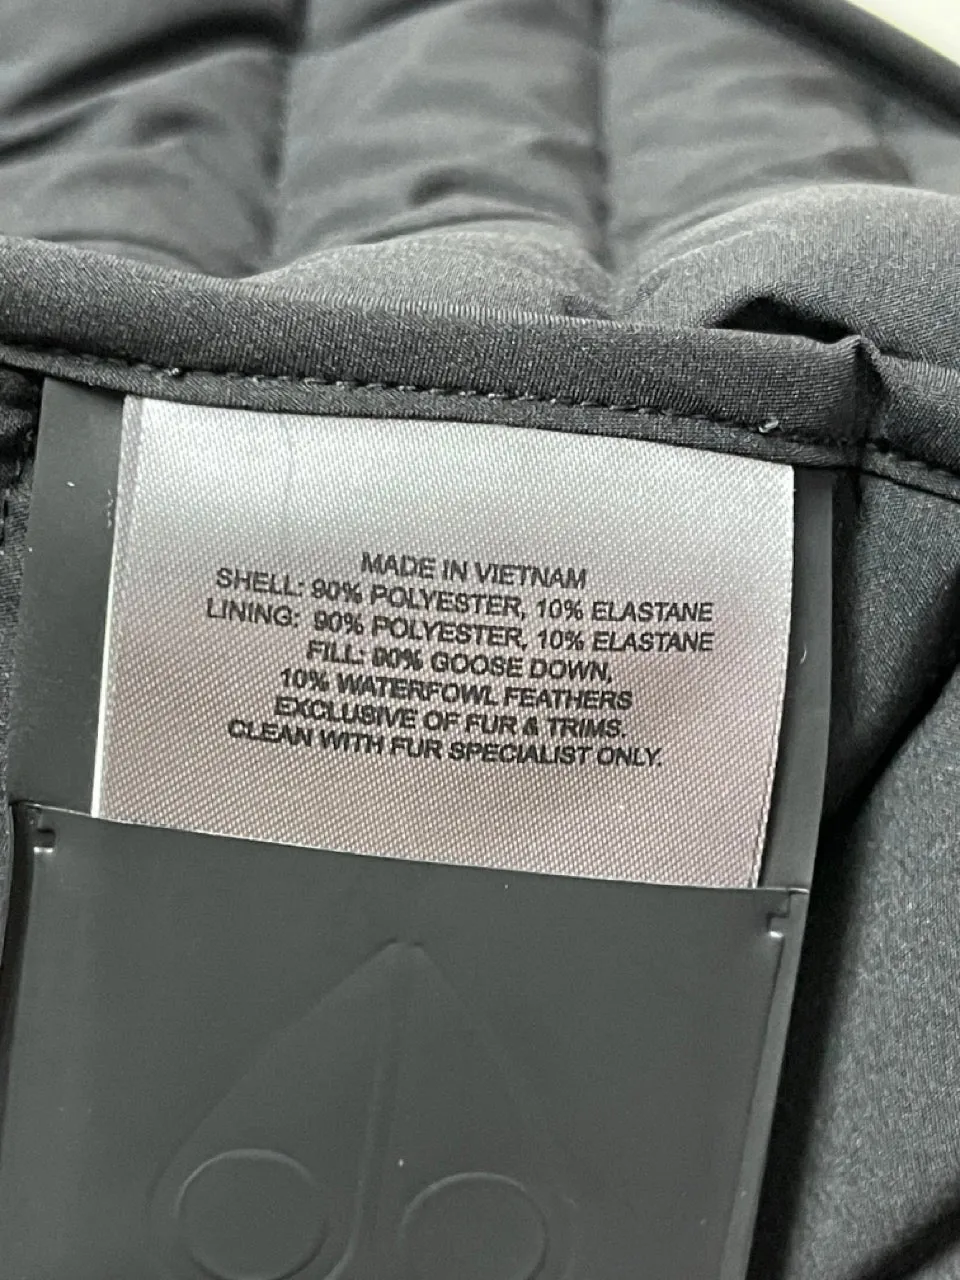 MADE IN VIETNAM
SHELL: 90% POLYESTER, 10% ELASTANE
LINING: 90% POLYESTER, 10% ELASTANE
FILL: 90% GOOSE DOWN,
10% WATERFOWL FEATHERS
EXCLUSIVE OF FUR & TRIMS.
CLEAN WITH FUR SPECIALIST ONLY.